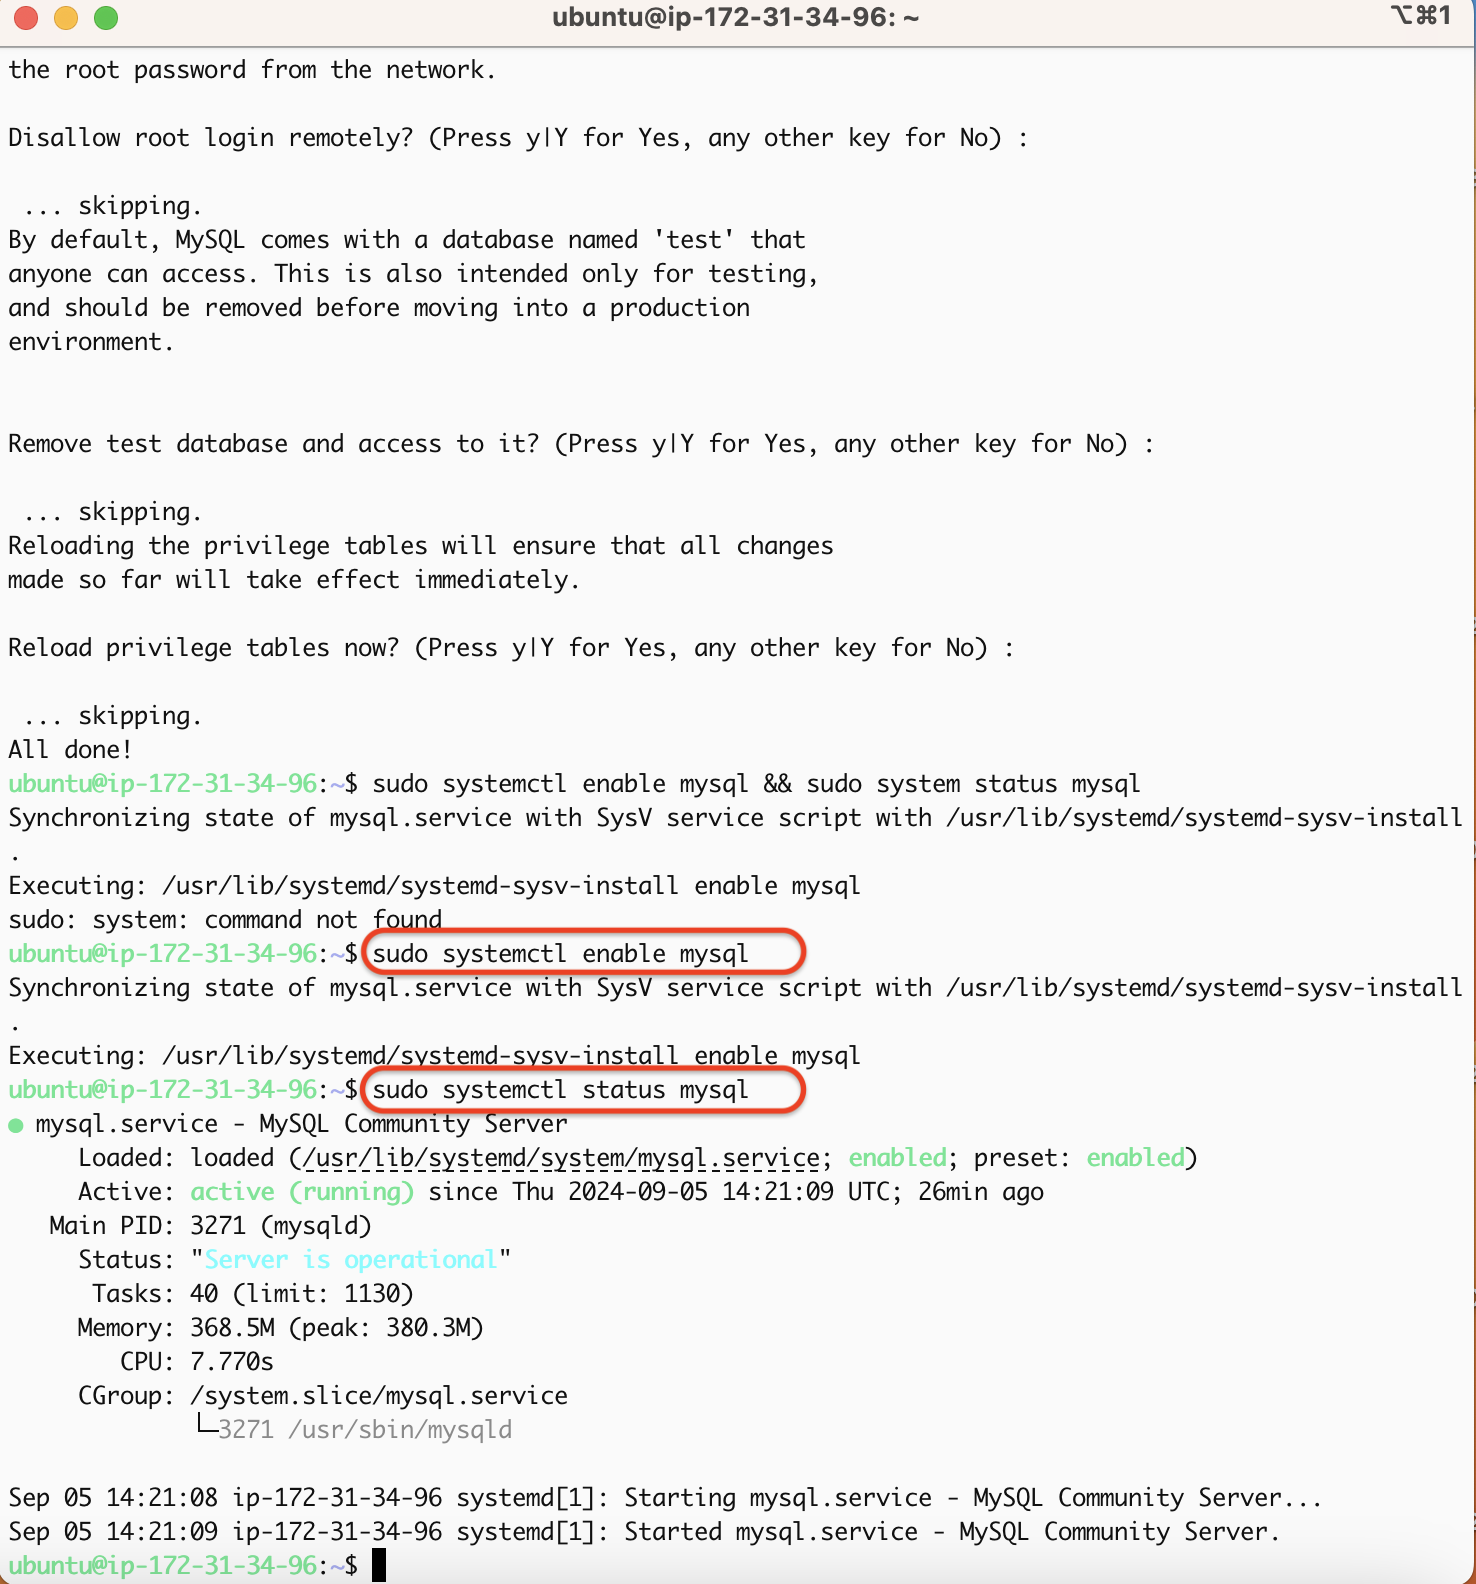 ubuntu@ip-172-31-34-96: ~
⌥⌘1
the root password from the network.
Disallow root login remotely? (Press y|Y for Yes, any other key for No) :
... skipping.
By default, MySQL comes with a database named 'test' that
anyone can access. This is also intended only for testing,
and should be removed before moving into a production
environment.
Remove test database and access to it? (Press y|Y for Yes, any other key for No) :
... skipping.
Reloading the privilege tables will ensure that all changes
made so far will take effect immediately.
Reload privilege tables now? (Press y|Y for Yes, any other key for No) :
... skipping.
All done!
ubuntu@ip-172-31-34-96:~$ sudo systemctl enable mysql && sudo system status mysql
Synchronizing state of mysql.service with SysV service script with /usr/lib/systemd/systemd-sysv-install
.
Executing: /usr/lib/systemd/systemd-sysv-install enable mysql
sudo: system: command not found
ubuntu@ip-172-31-34-96:~$ sudo systemctl enable mysql
Synchronizing state of mysql.service with SysV service script with /usr/lib/systemd/systemd-sysv-install
.
Executing: /usr/lib/systemd/systemd-sysv-install enable mysql
ubuntu@ip-172-31-34-96:~$ sudo systemctl status mysql
● mysql.service - MySQL Community Server
Loaded: loaded (/usr/lib/systemd/system/mysql.service; enabled; preset: enabled)
Active: active (running) since Thu 2024-09-05 14:21:09 UTC; 26min ago
Main PID: 3271 (mysqld)
Status: "Server is operational"
Tasks: 40 (limit: 1130)
Memory: 368.5M (peak: 380.3M)
CPU: 7.770s
CGroup: /system.slice/mysql.service
└─3271 /usr/sbin/mysqld
Sep 05 14:21:08 ip-172-31-34-96 systemd[1]: Starting mysql.service - MySQL Community Server...
Sep 05 14:21:09 ip-172-31-34-96 systemd[1]: Started mysql.service - MySQL Community Server.
ubuntu@ip-172-31-34-96:~$